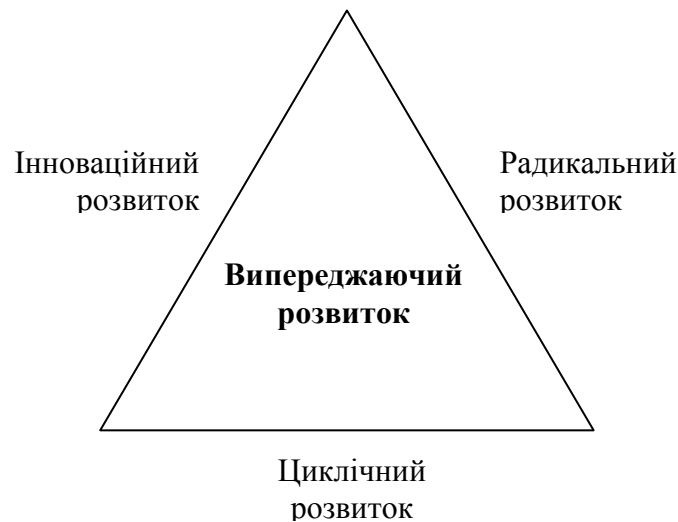 Інноваційний
розвиток
Радикальний
розвиток
Випереджаючий
розвиток
Циклічний
розвиток